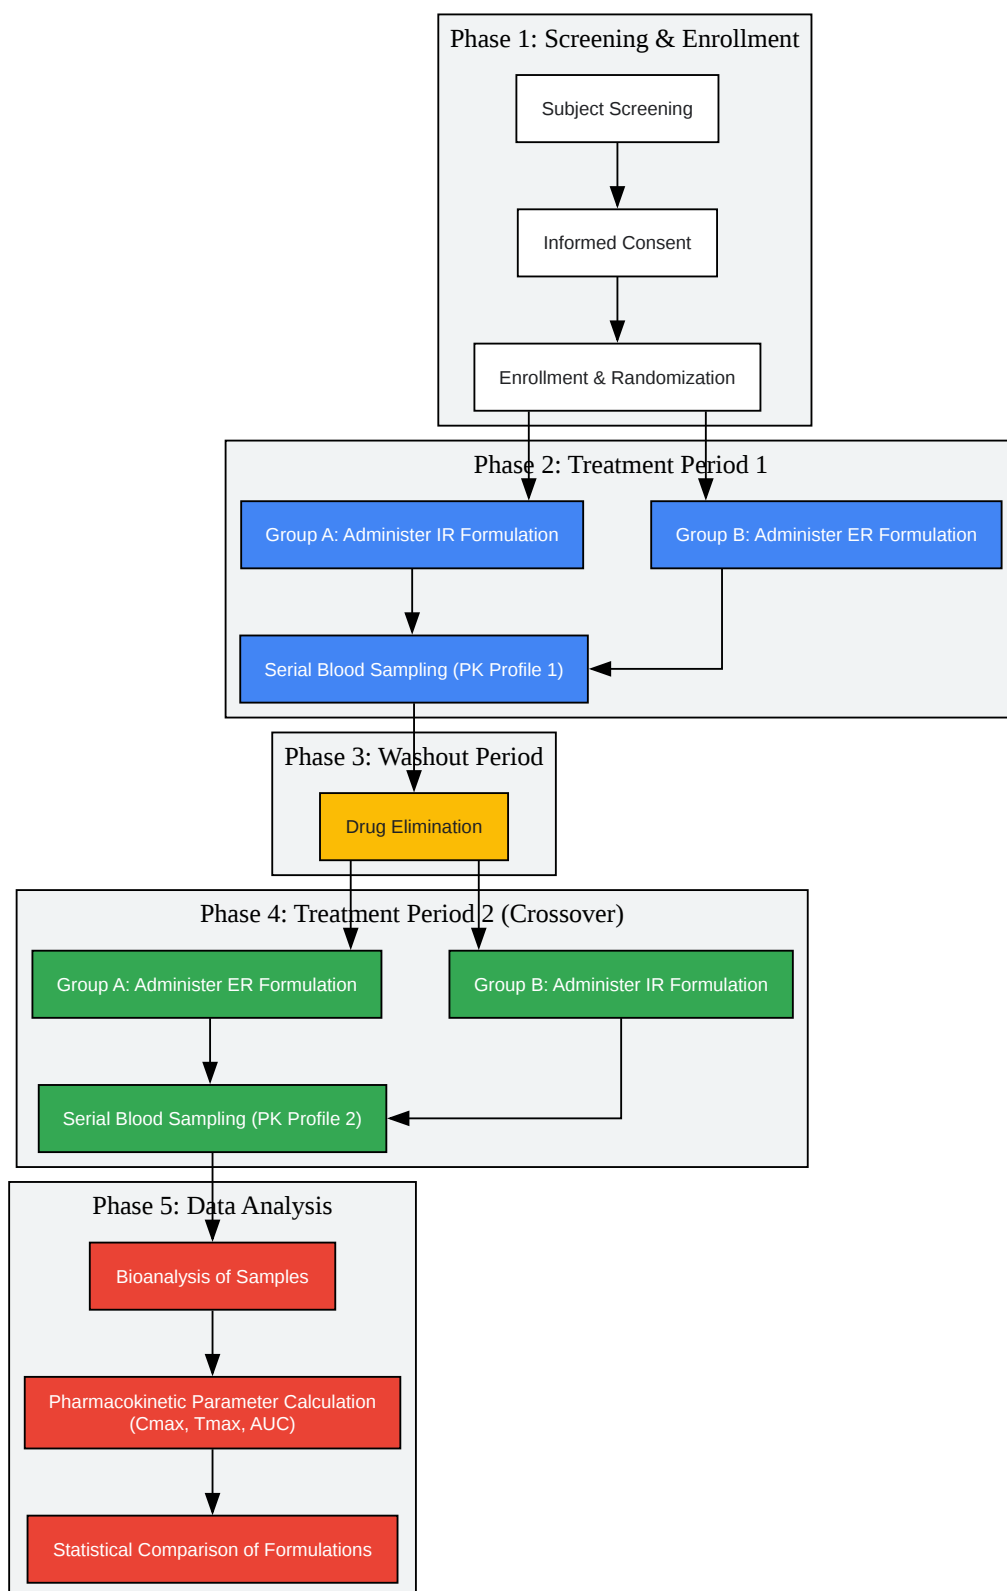 Phase 1: Screening & Enrollment
Subject Screening
Informed Consent
Enrollment & Randomization
Phase 2: Treatment Period 1
Group A: Administer IR Formulation
Group B: Administer ER Formulation
Serial Blood Sampling (PK Profile 1)
Phase 3: Washout Period
Drug Elimination
Phase 4: Treatment Period 2 (Crossover)
Group A: Administer ER Formulation
Group B: Administer IR Formulation
Serial Blood Sampling (PK Profile 2)
Phase 5: Data Analysis
Bioanalysis of Samples
Pharmacokinetic Parameter Calculation
(Cmax, Tmax, AUC)
Statistical Comparison of Formulations